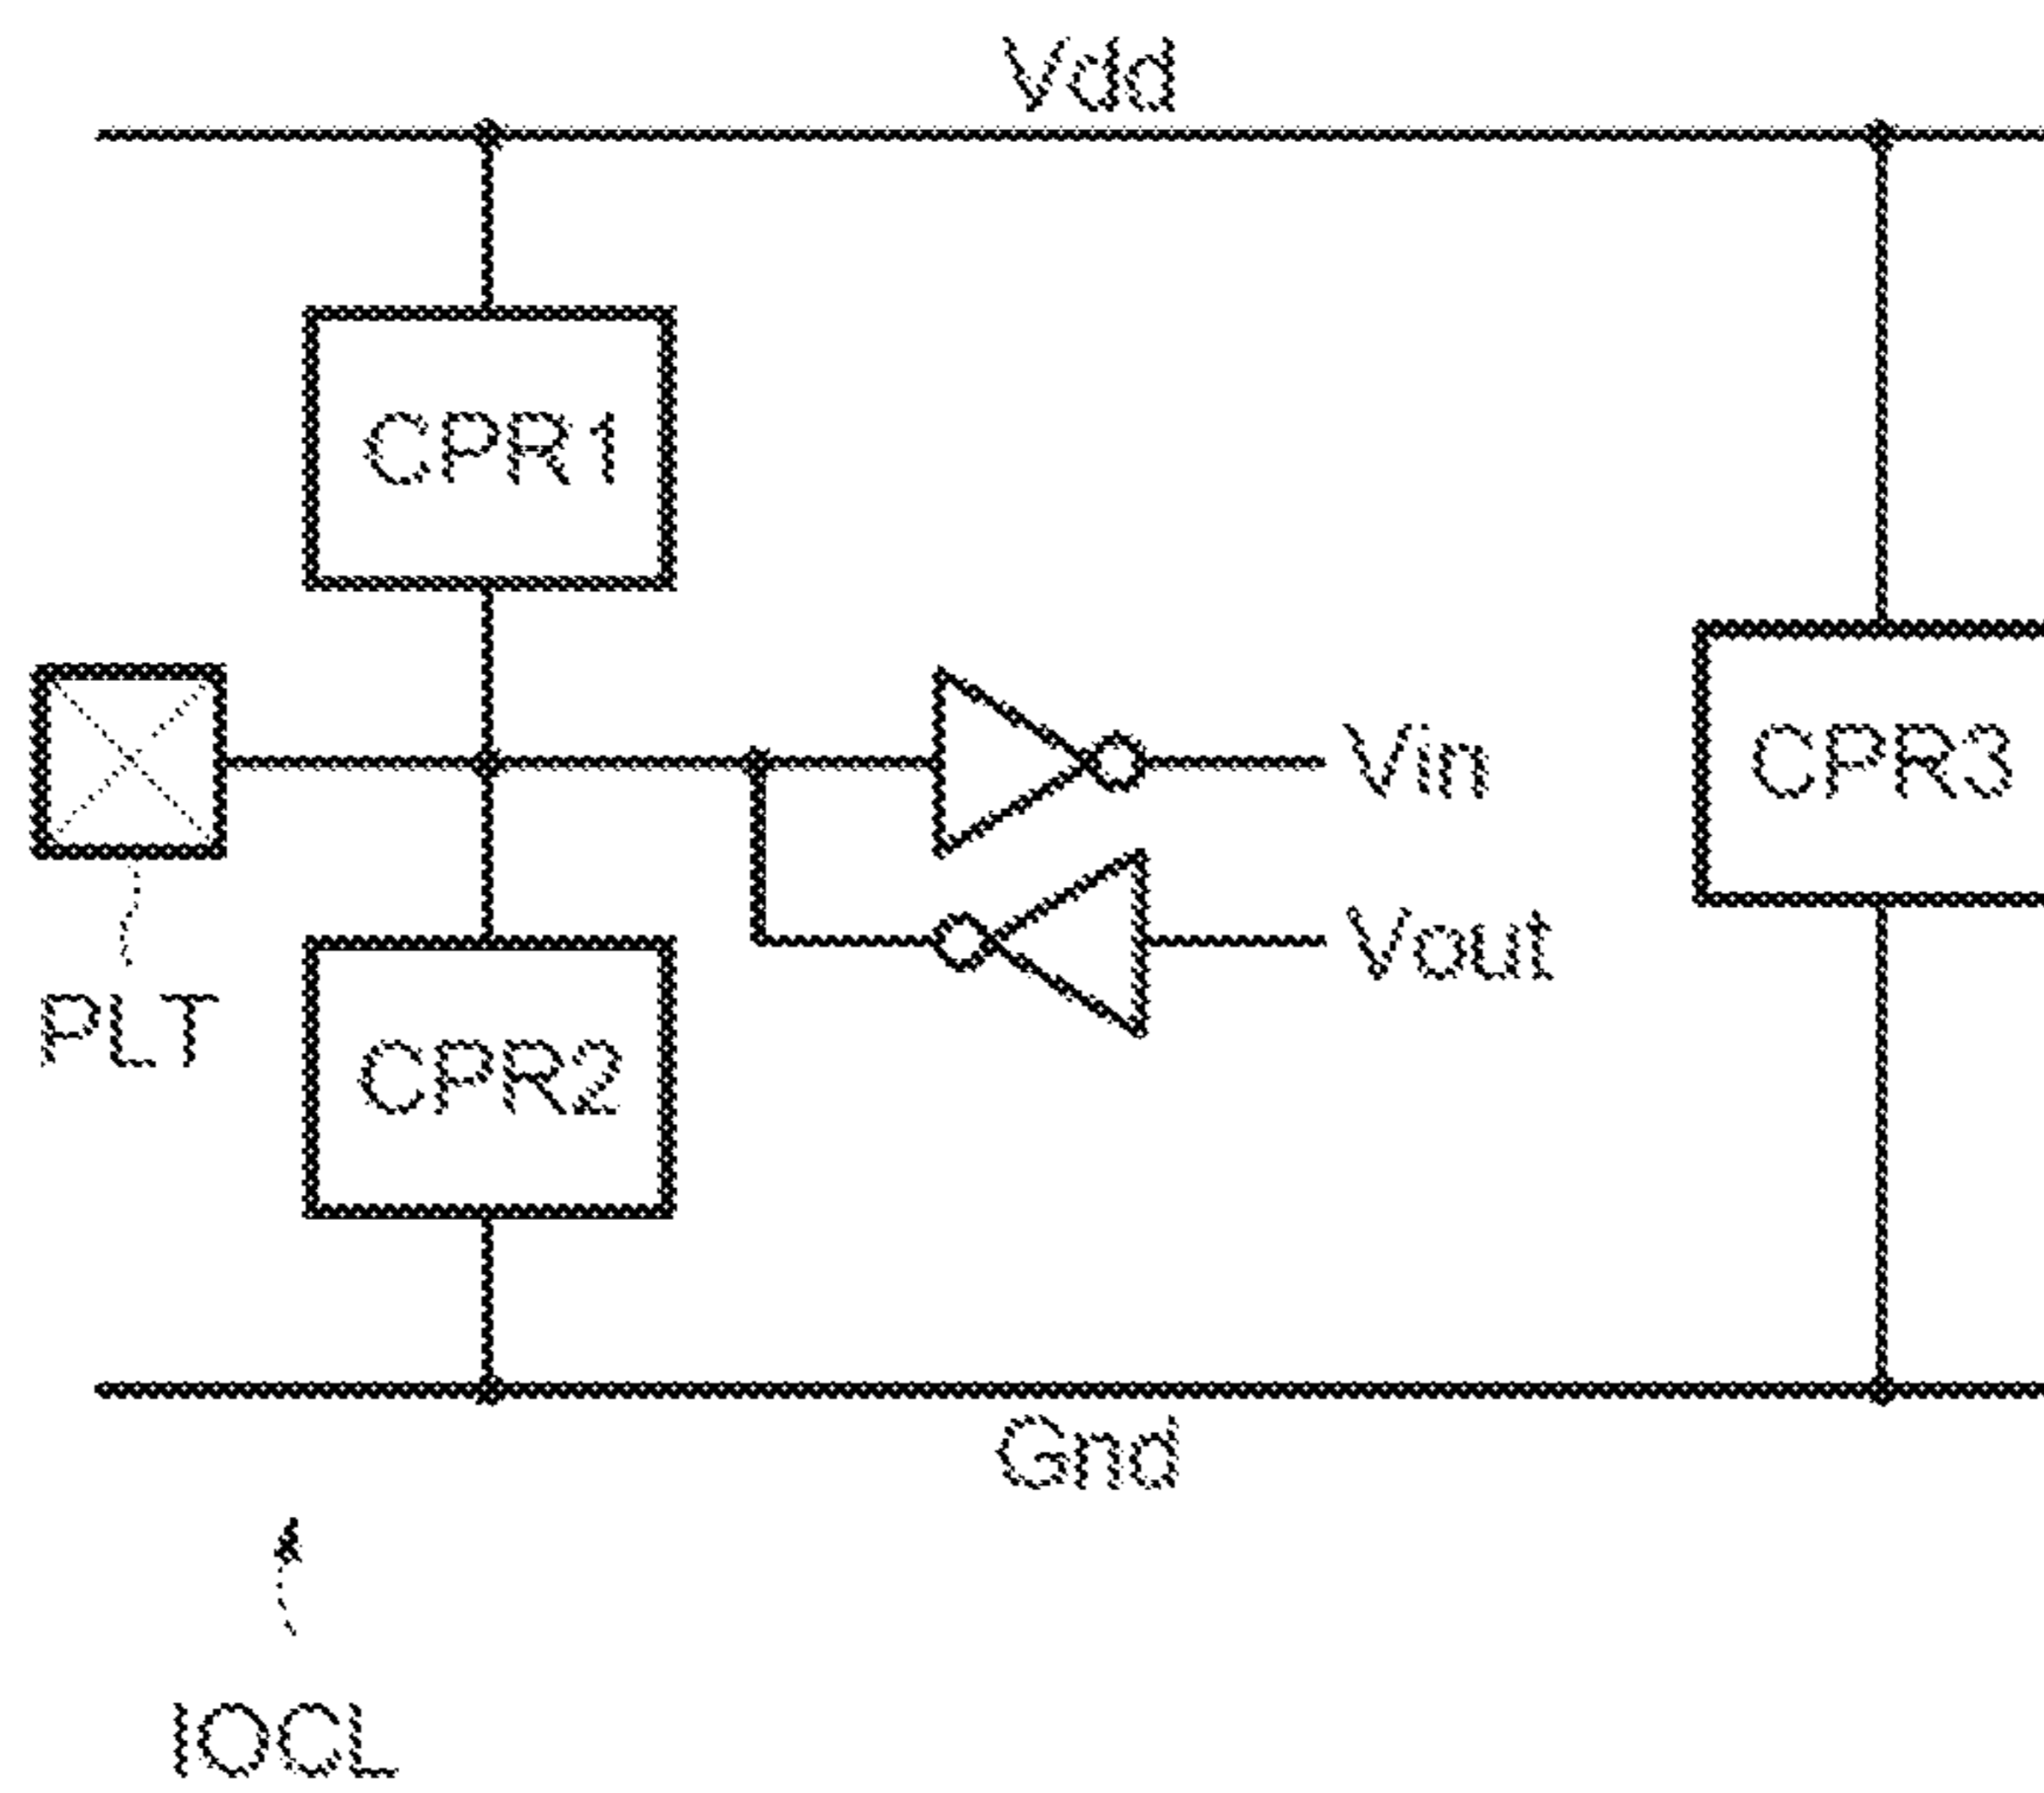 Vdd
CPR1
Vin
CPR3
Vout
PLT
CPR2
Gnd
IOCL